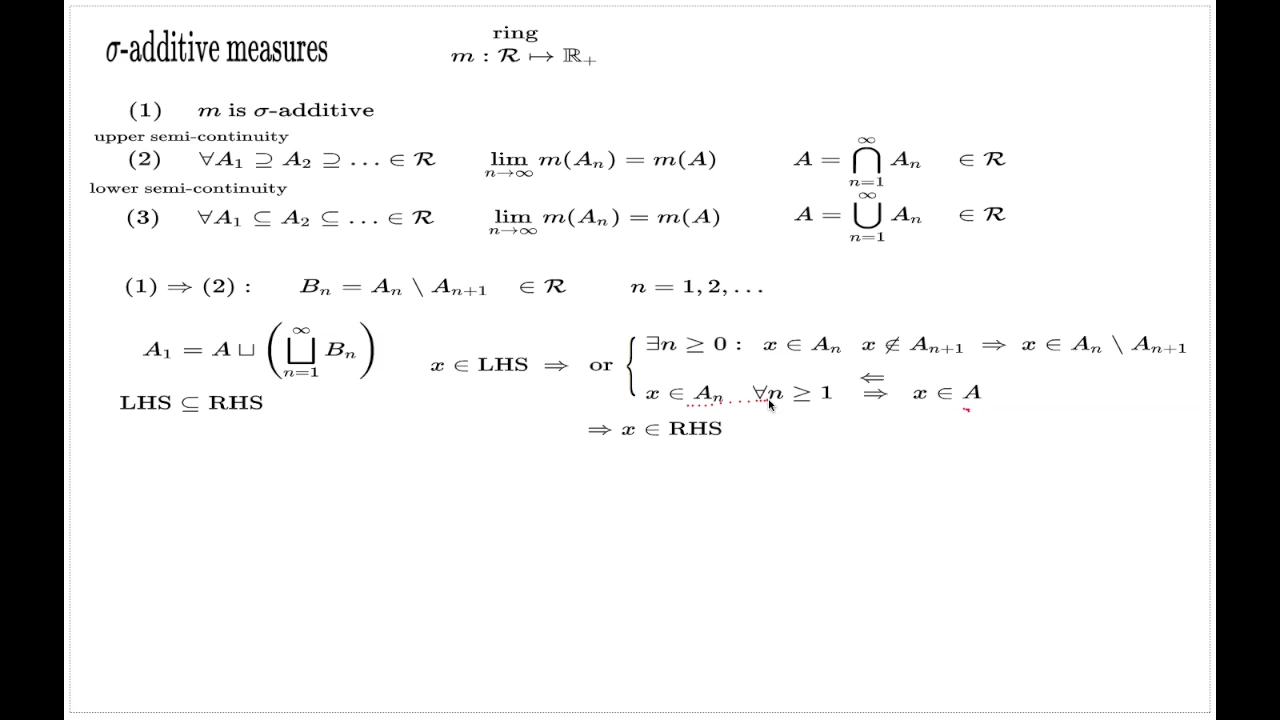 σ-additive measures
ring
m : ℛ ↦ ℝ₊
(1) m is σ-additive
upper semi-continuity
(2) ∀A₁ ⊇ A₂ ⊇ … ∈ ℛ lim_{n→∞} m(Aₙ) = m(A) A = ⋂_{n=1}^{∞} Aₙ ∈ ℛ
lower semi-continuity
(3) ∀A₁ ⊆ A₂ ⊆ … ∈ ℛ lim_{n→∞} m(Aₙ) = m(A) A = ⋃_{n=1}^{∞} Aₙ ∈ ℛ
(1) ⇒ (2) : Bₙ = Aₙ \ Aₙ₊₁ ∈ ℛ n = 1, 2, …
A₁ = A ⊔ (⨆_{n=1}^{∞} Bₙ)
LHS ⊆ RHS
x ∈ LHS ⇒ or {
∃n ≥ 0 : x ∈ Aₙ x ∉ Aₙ₊₁ ⇒ x ∈ Aₙ \ Aₙ₊₁
⇐
x ∈ Aₙ ∀n ≥ 1 ⇒ x ∈ A
⇒ x ∈ RHS